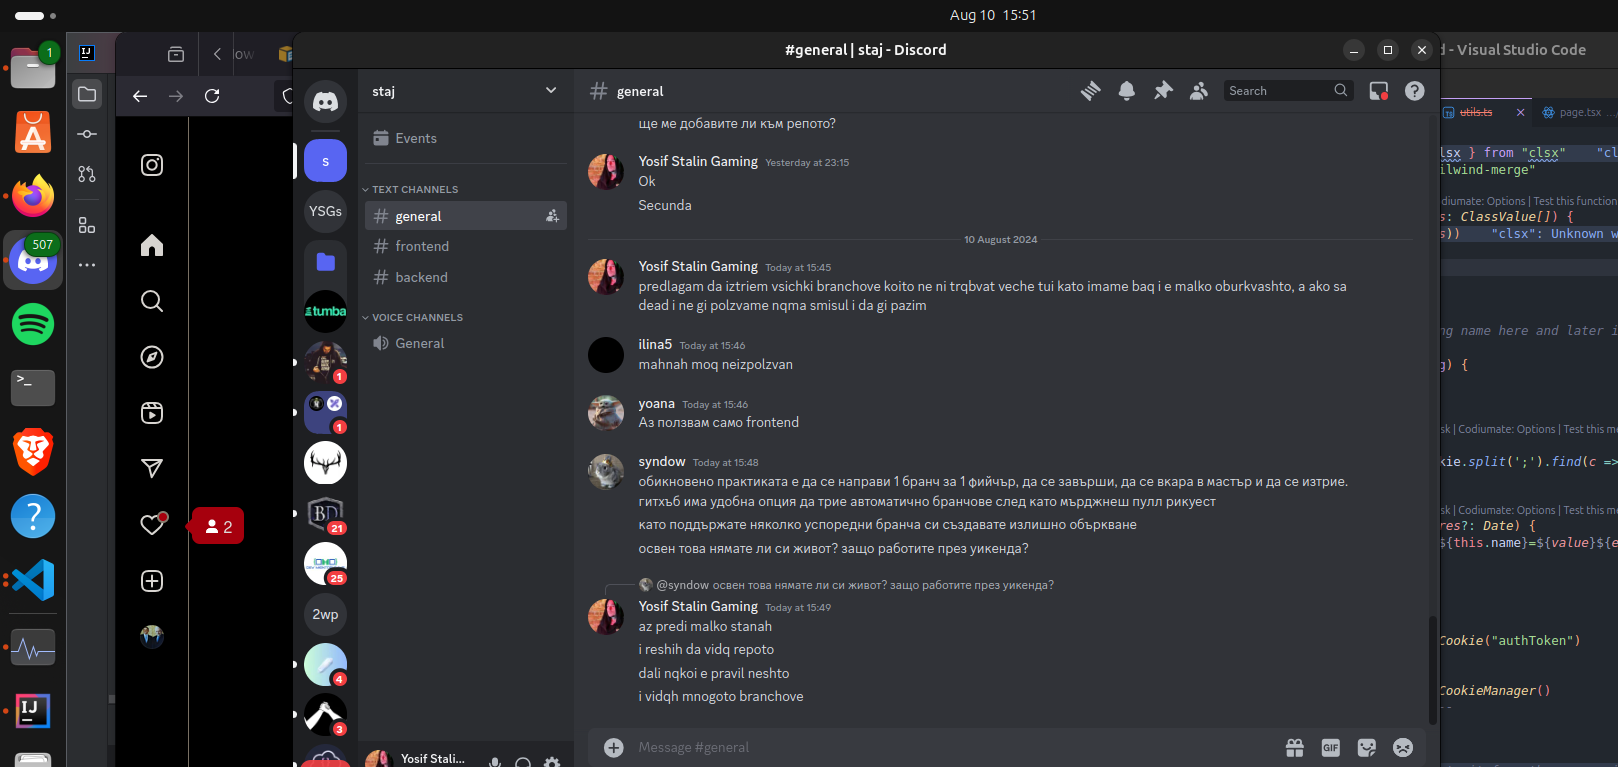 Aug 10 15:51
#general | staj - Discord
d - Visual Studio Code
1
507
>_
?
IJ
IJ
2
staj
Events
TEXT CHANNELS
general
frontend
backend
VOICE CHANNELS
General
s
YSGs
tumba
1
1
BD
21
25
2wp
4
3
Yosif Stali...
# general
Search
ще ме добавите ли към репото?
Yosif Stalin Gaming Yesterday at 23:15
Ok
Secunda
10 August 2024
Yosif Stalin Gaming Today at 15:45
predlagam da iztriem vsichki branchove koito ne ni trqbvat veche tui kato imame baq i e malko oburkvashto, a ako sa
dead i ne gi polzvame nqma smisul i da gi pazim
ilina5 Today at 15:46
mahnah moq neizpolzvan
yoana Today at 15:46
Аз ползвам само frontend
syndow Today at 15:48
обикновено практиката е да се направи 1 бранч за 1 фийчър, да се завърши, да се вкара в мастър и да се изтрие.
гитхъб има удобна опция да трие автоматично бранчове след като мърджнеш пулл рикуест
като поддържате няколко успоредни бранча си създавате излишно объркване
освен това нямате ли си живот? защо работите през уикенда?
@syndow освен това нямате ли си живот? защо работите през уикенда?
Yosif Stalin Gaming Today at 15:49
az predi malko stanah
i reshih da vidq repoto
dali nqkoi e pravil neshto
i vidqh mnogoto branchove
Message #general
GIF
utils.ts
page.tsx .../
lsx } from "clsx" "cl
ilwind-merge"
diumate: Options | Test this function
s: ClassValue[]) {
s)) "clsx": Unknown w
ng name here and later i
g) {
sk | Codiumate: Options | Test this me
kie.split(';').find(c =>
sk | Codiumate: Options | Test this me
res?: Date) {
${this.name}=${value}${e
Cookie("authToken")
CookieManager()